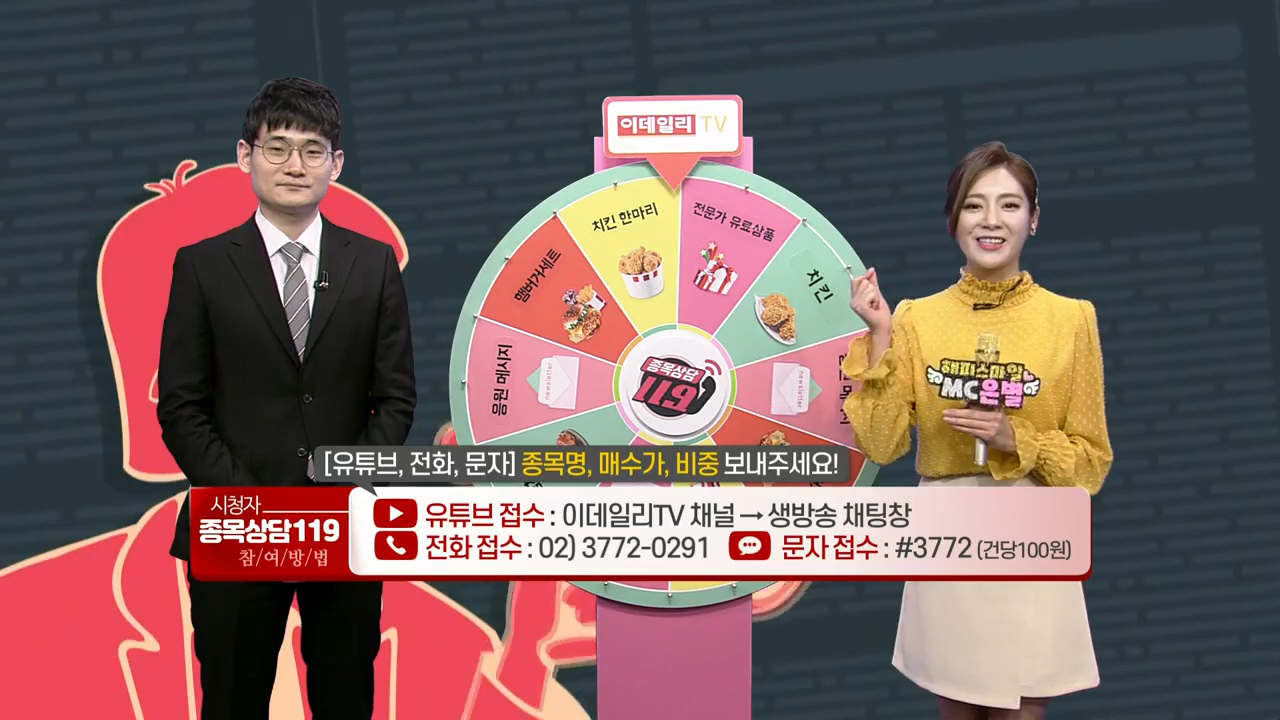 이데일리 TV
치킨 한마리
전문가 유료상품
햄버거세트
치킨
응원 메시지
newsletter
newsletter
종목상담
119
해피스마일
MC은별
[유튜브, 전화, 문자] 종목명, 매수가, 비중 보내주세요!
시청자
종목상담119
참/여/방/법
유튜브 접수 : 이데일리TV 채널 → 생방송 채팅창
전화 접수 : 02) 3772-0291
문자 접수 : #3772 (건당100원)